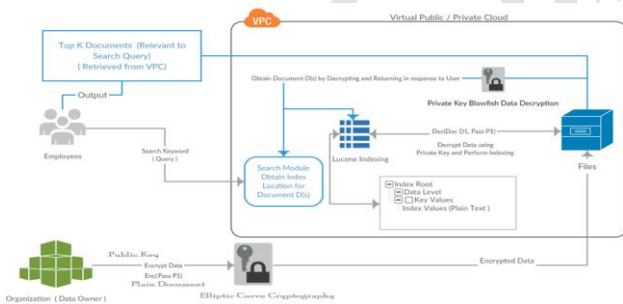 VPC
Virtual Public / Private Cloud
Top K Documents (Relevant to
Search Query)
( Retrieved from VPC)
Obtain Document D(s) by Decrypting and Returning in response to User
Private Key Blowfish Data Decryption
Output
Employees
Search Keyword
( Query )
Search Module
Obtain Index
Location for
Document D(s)
Lucene Indexing
Dec(Doc D1, Pass P1)
Decrypt Data using
Private Key and Perform Indexing
Files
Index Root
Data Level
Key Values
Index Values (Plain Text )
Public Key
Encrypt Data
Enc(Pass P1)
Plain Document
Encrypted Data
Organization ( Data Owner )
Elliptic Curve Cryptography